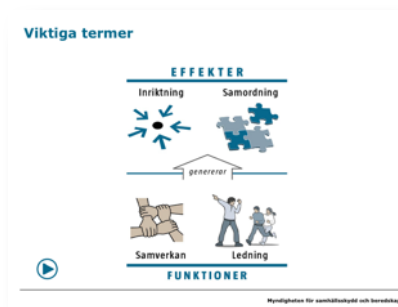 Viktiga termer
EFFEKTER
Inriktning Samordning
genererar
Samverkan Ledning
FUNKTIONER
Myndigheten för samhällsskydd och beredskap